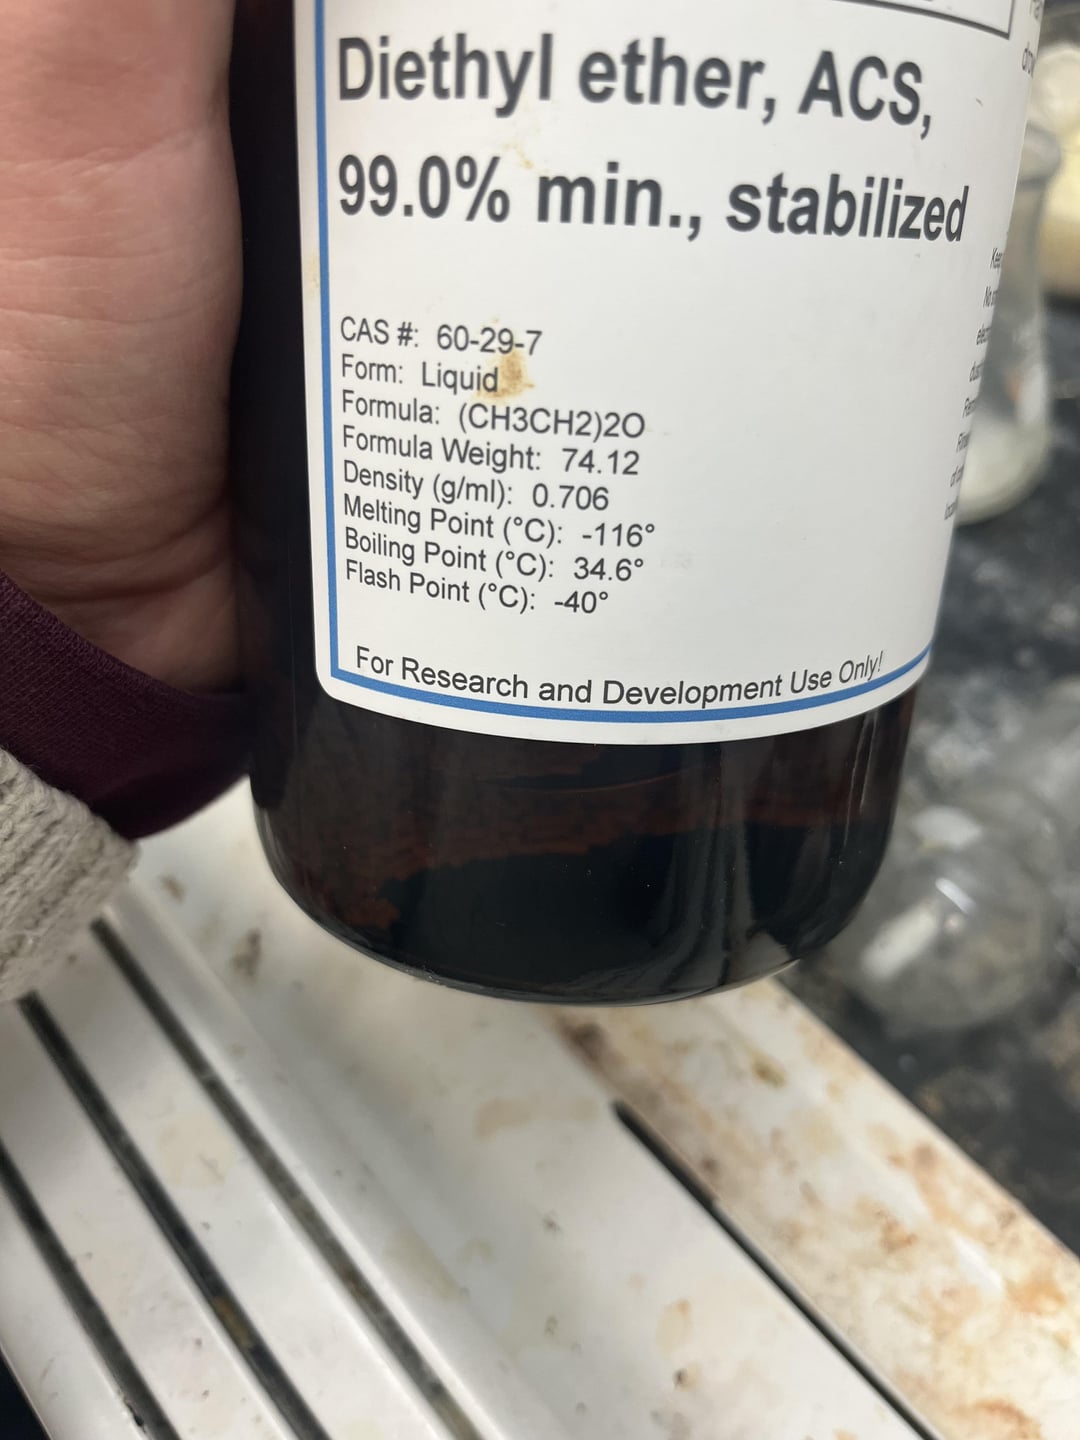 Diethyl ether, ACS,
99.0% min., stabilized
CAS #: 60-29-7
Form: Liquid
Formula: (CH3CH2)2O
Formula Weight: 74.12
Density (g/ml): 0.706
Melting Point (°C): -116°
Boiling Point (°C): 34.6°
Flash Point (°C): -40°
For Research and Development Use Only!